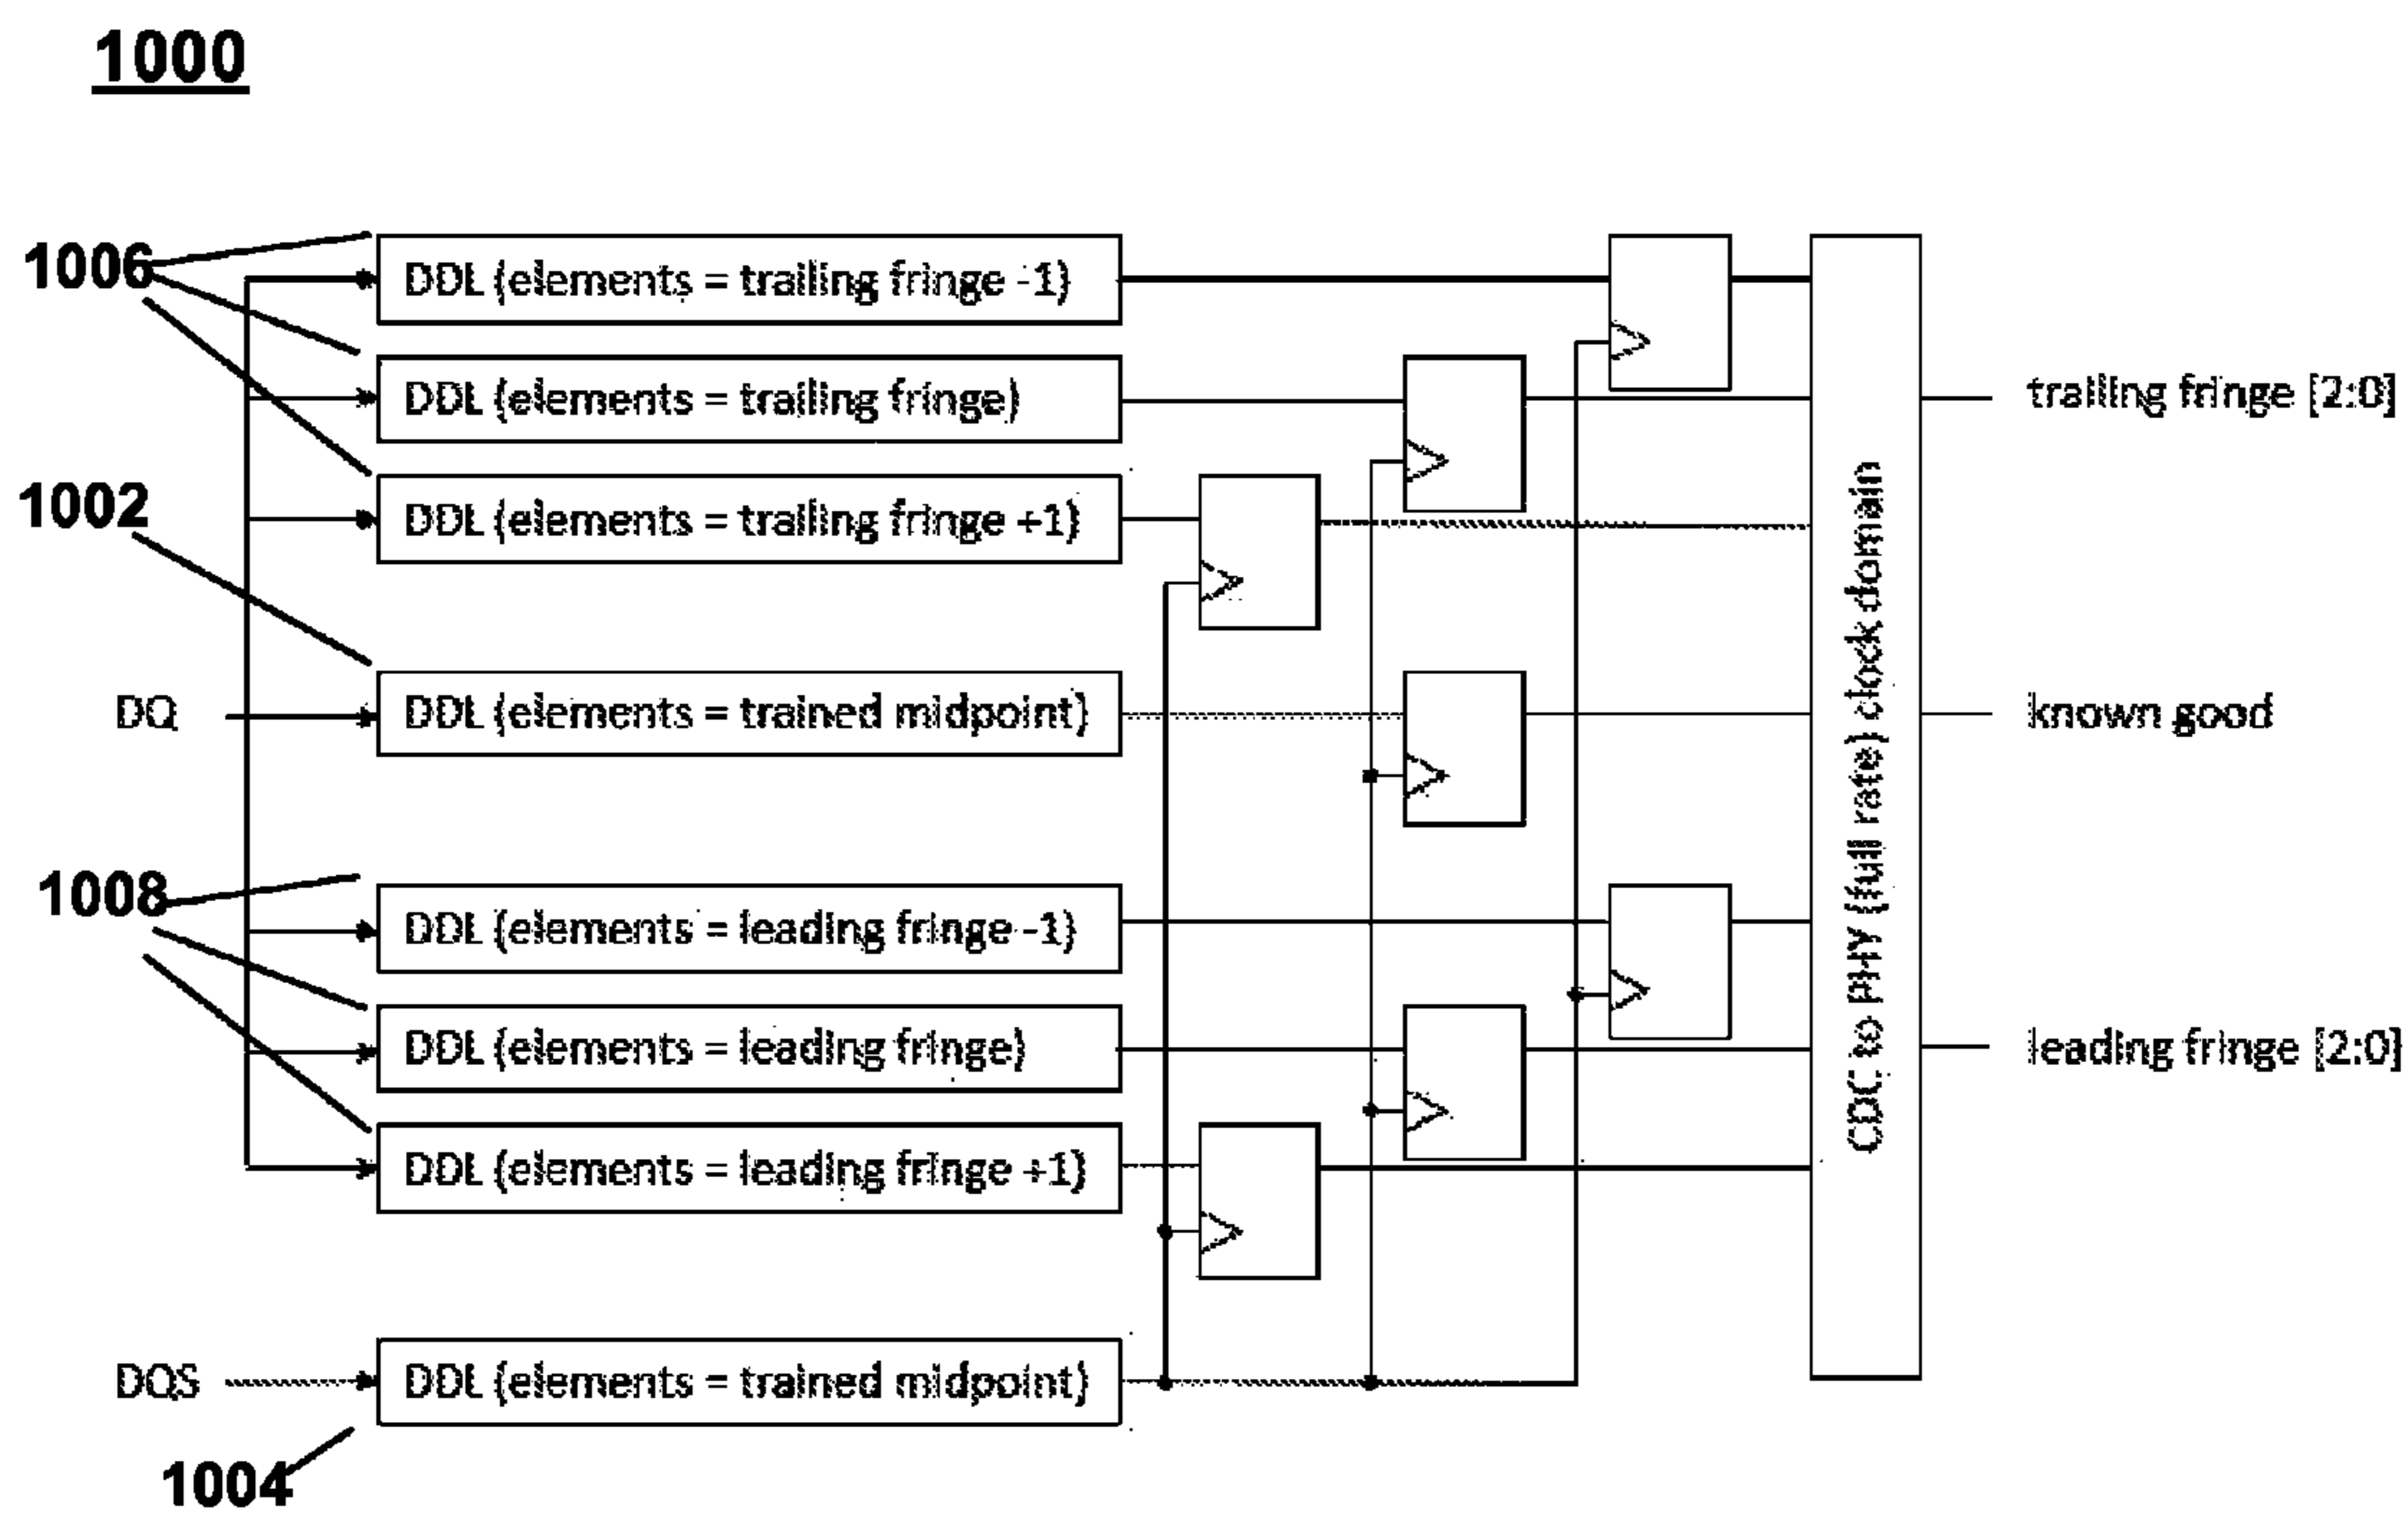 1000
1006
DDL (elements = trailing fringe -1)
DDL (elements = trailing fringe)
trailing fringe [2:0]
DDL (elements = trailing fringe +1)
1002
DQ
DDL (elements = trained midpoint)
known good
CDC to PHY (full rate) clock domain
1008
DDL (elements = leading fringe -1)
DDL (elements = leading fringe)
leading fringe [2:0]
DDL (elements = leading fringe +1)
DQS
DDL (elements = trained midpoint)
1004